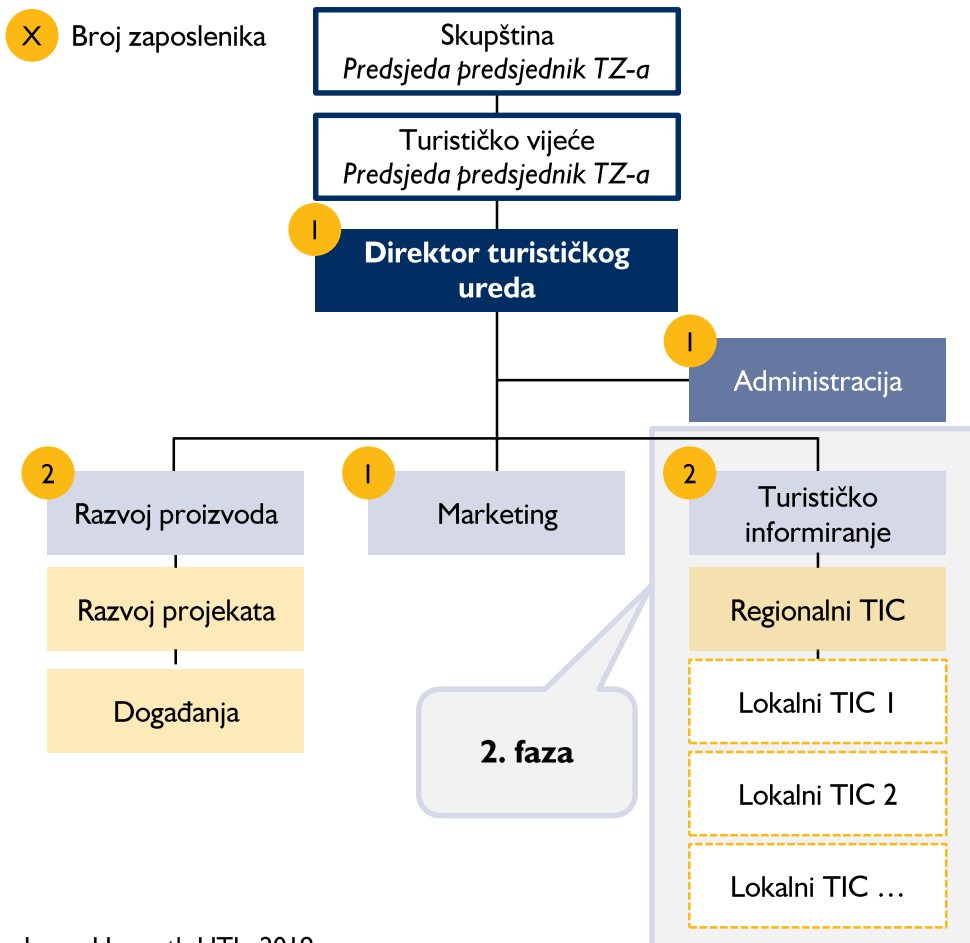 X Broj zaposlenika
Skupština
Predsjeda predsjednik TZ-a
Turističko vijeće
Predsjeda predsjednik TZ-a
1
Direktor turističkog
ureda
1
Administracija
2
Razvoj proizvoda
1
Marketing
2
Turističko
informiranje
Razvoj projekata
Regionalni TIC
Događanja
Lokalni TIC 1
2. faza
Lokalni TIC 2
Lokalni TIC …